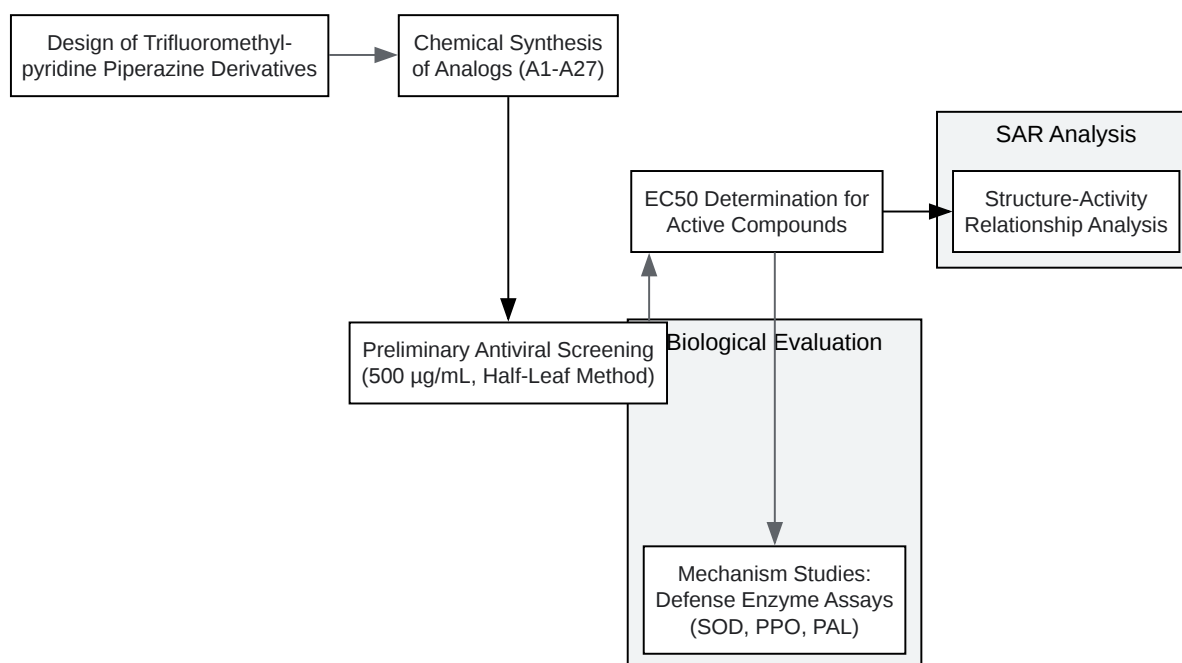 Design of Trifluoromethyl-
pyridine Piperazine Derivatives
Chemical Synthesis
of Analogs (A1-A27)
SAR Analysis
EC50 Determination for
Active Compounds
Structure-Activity
Relationship Analysis
Preliminary Antiviral Screening
(500 µg/mL, Half-Leaf Method)
Biological Evaluation
Mechanism Studies:
Defense Enzyme Assays
(SOD, PPO, PAL)